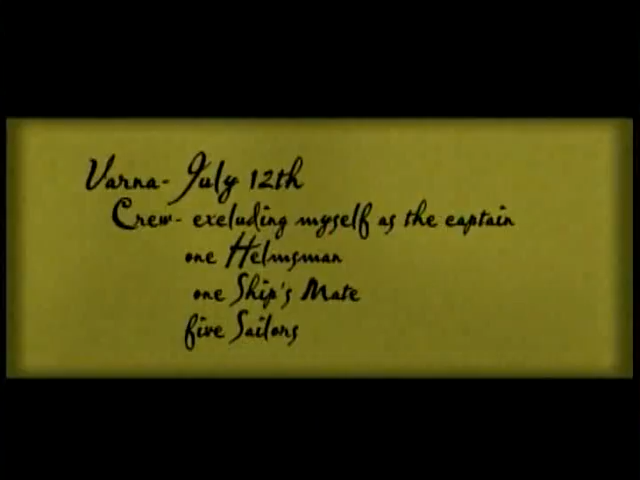 Varna- July 12th
Crew- excluding myself as the captain
one Helmsman
one Ship's Mate
five Sailors